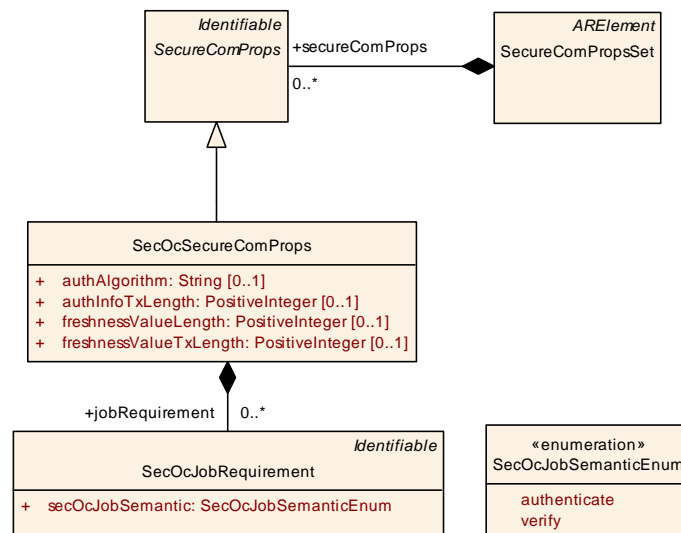 Identifiable
SecureComProps
+secureComProps
0..*
ARElement
SecureComPropsSet
SecOcSecureComProps
+ authAlgorithm: String [0..1]
+ authInfoTxLength: PositiveInteger [0..1]
+ freshnessValueLength: PositiveInteger [0..1]
+ freshnessValueTxLength: PositiveInteger [0..1]
+jobRequirement 0..*
Identifiable
SecOcJobRequirement
+ secOcJobSemantic: SecOcJobSemanticEnum
«enumeration»
SecOcJobSemanticEnum
authenticate
verify